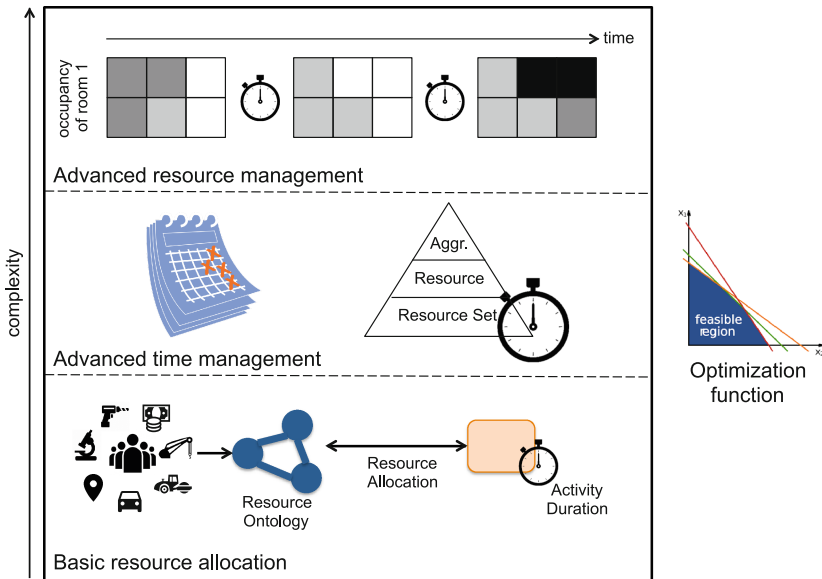 time
occupancy
of room 1
Advanced resource management
complexity
Aggr.
Resource
Resource Set
Advanced time management
feasible
region
Optimization
function
Resource
Allocation
Resource
Ontology
Activity
Duration
Basic resource allocation